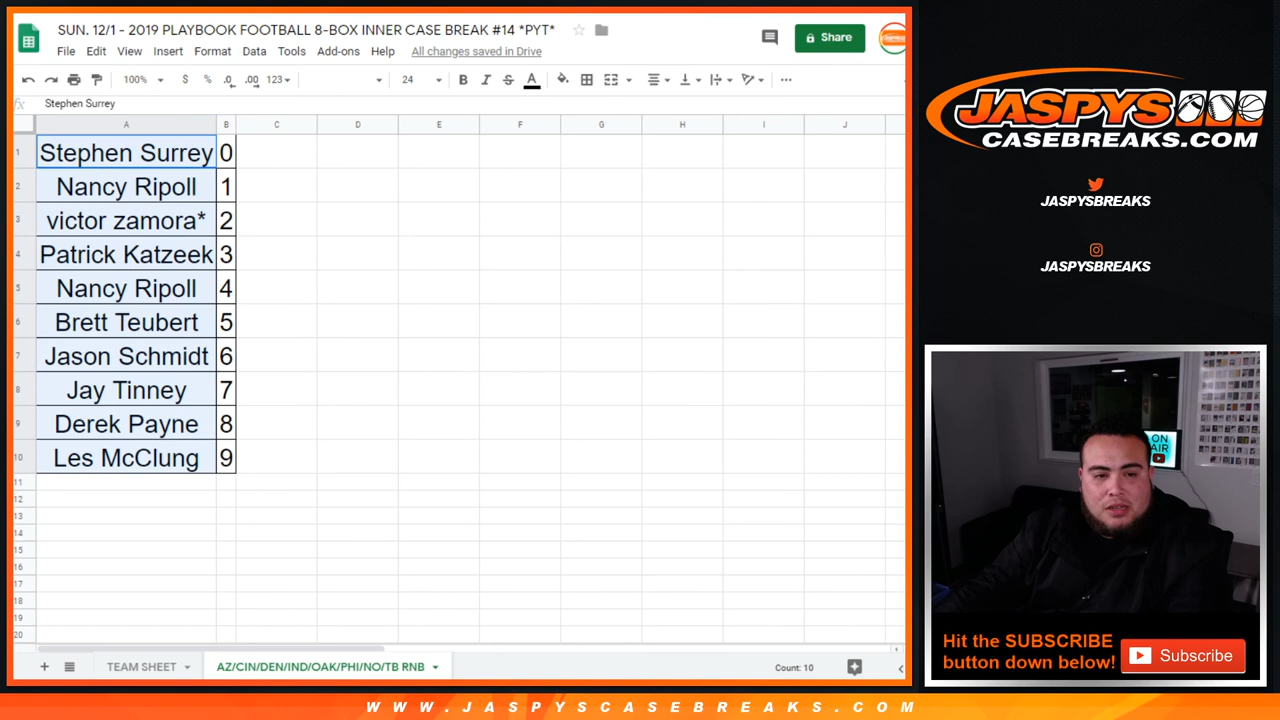 SUN. 12/1 - 2019 PLAYBOOK FOOTBALL 8-BOX INNER CASE BREAK #14 *PYT*
File Edit View Insert Format Data Tools Add-ons Help All changes saved in Drive
Share
100% $ % .0 .00 123 24 B I S A
fx Stephen Surrey
A B C D E F G H I J
1 Stephen Surrey 0
2 Nancy Ripoll 1
3 victor zamora* 2
4 Patrick Katzeek 3
5 Nancy Ripoll 4
6 Brett Teubert 5
7 Jason Schmidt 6
8 Jay Tinney 7
9 Derek Payne 8
10 Les McClung 9
11
12
13
14
15
16
17
18
19
20
TEAM SHEET AZ/CIN/DEN/IND/OAK/PHI/NO/TB RNB Count: 10
JASPYS
CASEBREAKS.COM
JASPYSBREAKS
JASPYSBREAKS
ON
AIR
Hit the SUBSCRIBE
button down below!
Subscribe
WWW.JASPYSCASEBREAKS.COM